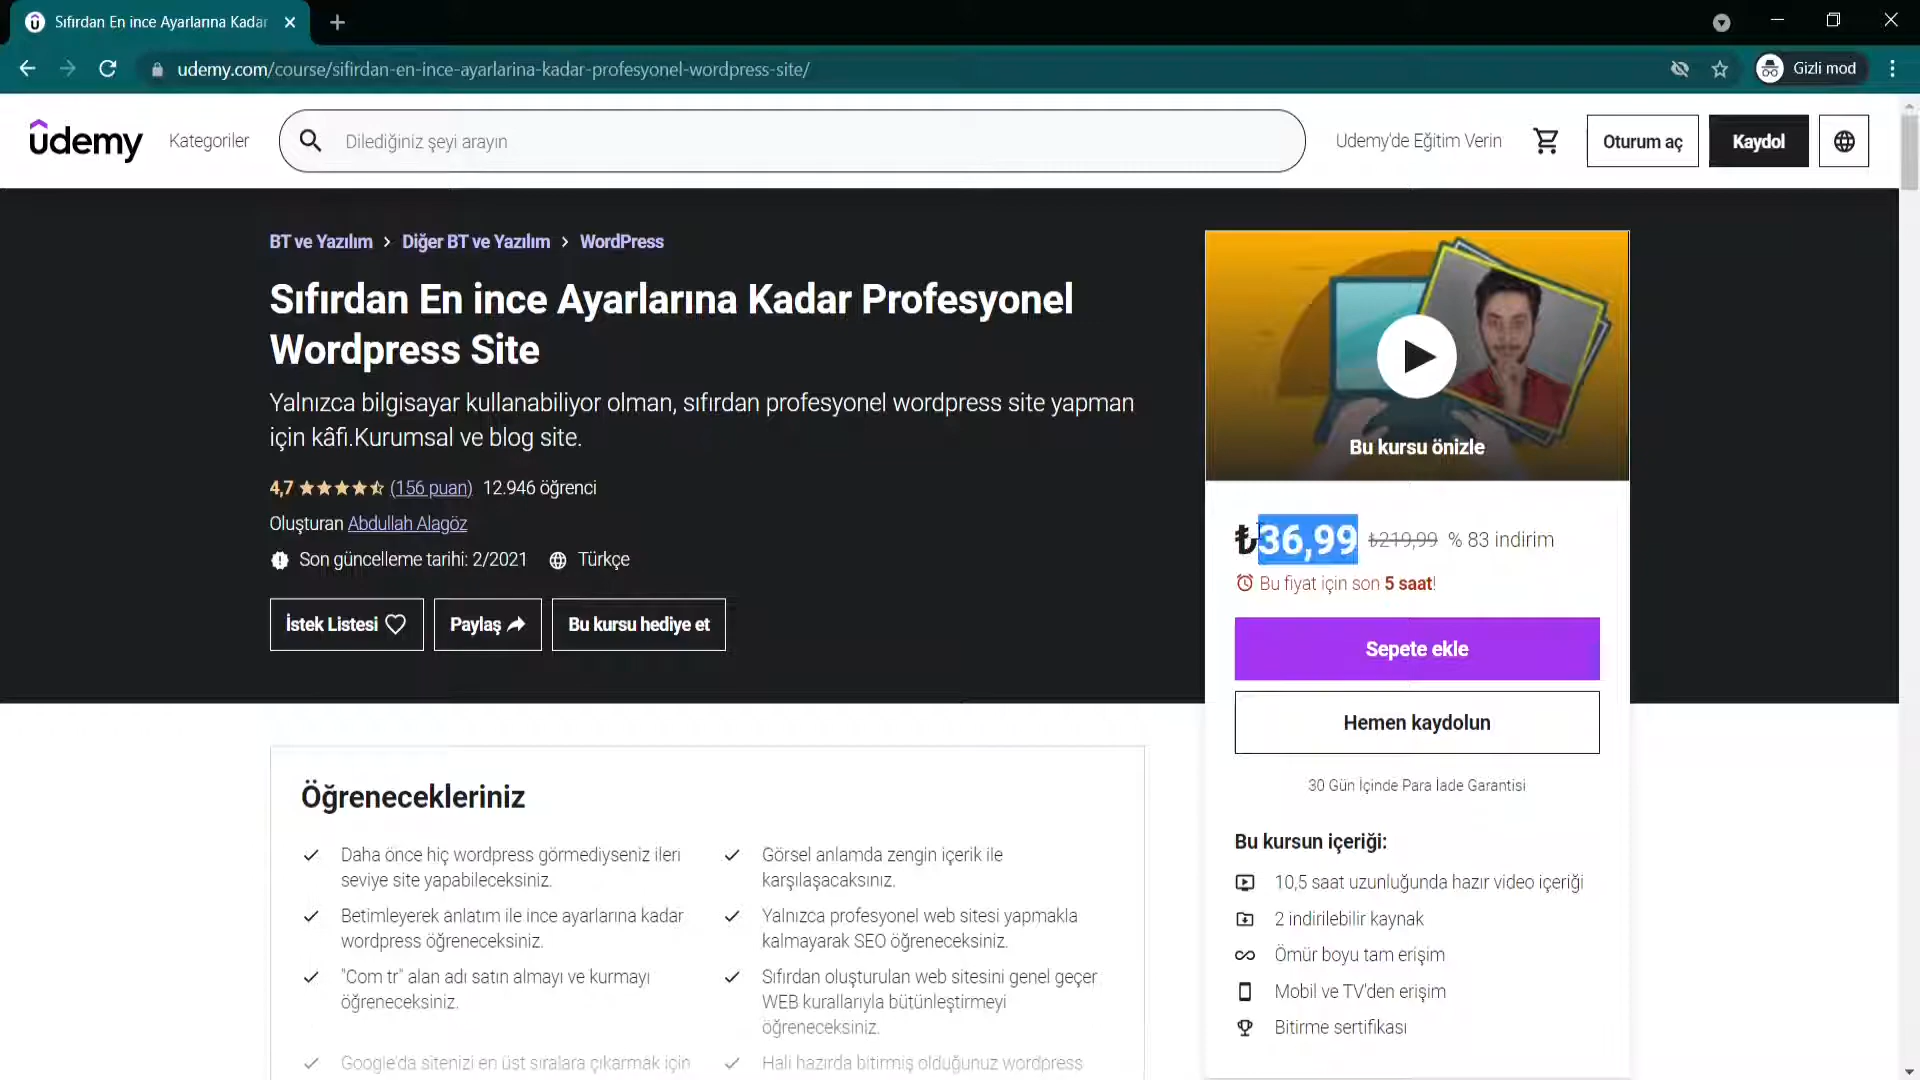 Sıfırdan En ince Ayarlarına Kadar
udemy.com/course/sifirdan-en-ince-ayarlarina-kadar-profesyonel-wordpress-site/
Gizli mod
ûdemy
Kategoriler
Dilediğiniz şeyi arayın
Udemy'de Eğitim Verin
Oturum aç
Kaydol
BT ve Yazılım > Diğer BT ve Yazılım > WordPress
Sıfırdan En ince Ayarlarına Kadar Profesyonel
Wordpress Site
Yalnızca bilgisayar kullanabiliyor olman, sıfırdan profesyonel wordpress site yapman
için kâfi.Kurumsal ve blog site.
4,7 (156 puan) 12.946 öğrenci
Oluşturan Abdullah Alagöz
Son güncelleme tarihi: 2/2021 Türkçe
İstek Listesi
Paylaş
Bu kursu hediye et
Bu kursu önizle
₺36,99 ₺219,99 % 83 indirim
Bu fiyat için son 5 saat!
Sepete ekle
Hemen kaydolun
30 Gün İçinde Para İade Garantisi
Bu kursun içeriği:
10,5 saat uzunluğunda hazır video içeriği
2 indirilebilir kaynak
Ömür boyu tam erişim
Mobil ve TV'den erişim
Bitirme sertifikası
Öğrenecekleriniz
Daha önce hiç wordpress görmediyseniz ileri
seviye site yapabileceksiniz.
Betimleyerek anlatım ile ince ayarlarına kadar
wordpress öğreneceksiniz.
"Com tr" alan adı satın almayı ve kurmayı
öğreneceksiniz.
Google'da sitenizi en üst sıralara çıkarmak için
Görsel anlamda zengin içerik ile
karşılaşacaksınız.
Yalnızca profesyonel web sitesi yapmakla
kalmayarak SEO öğreneceksiniz.
Sıfırdan oluşturulan web sitesini genel geçer
WEB kurallarıyla bütünleştirmeyi
öğreneceksiniz.
Hali hazırda bitirmiş olduğunuz wordpress